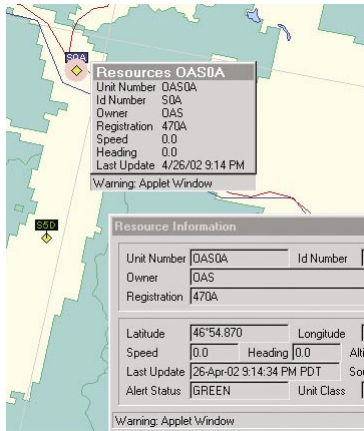 S0A
Resources OAS0A
Unit Number OAS0A
Id Number S0A
Owner OAS
Registration 470A
Speed 0.0
Heading 0.0
Last Update 4/26/02 9:14 PM
Warning: Applet Window
S5D
Resource Information
Unit Number OAS0A Id Number
Owner OAS
Registration 470A
Latitude 46°54.870 Longitude
Speed 0.0 Heading 0.0 Alti
Last Update 26-Apr-02 9:14:34 PM PDT Sou
Alert Status GREEN Unit Class
Warning: Applet Window